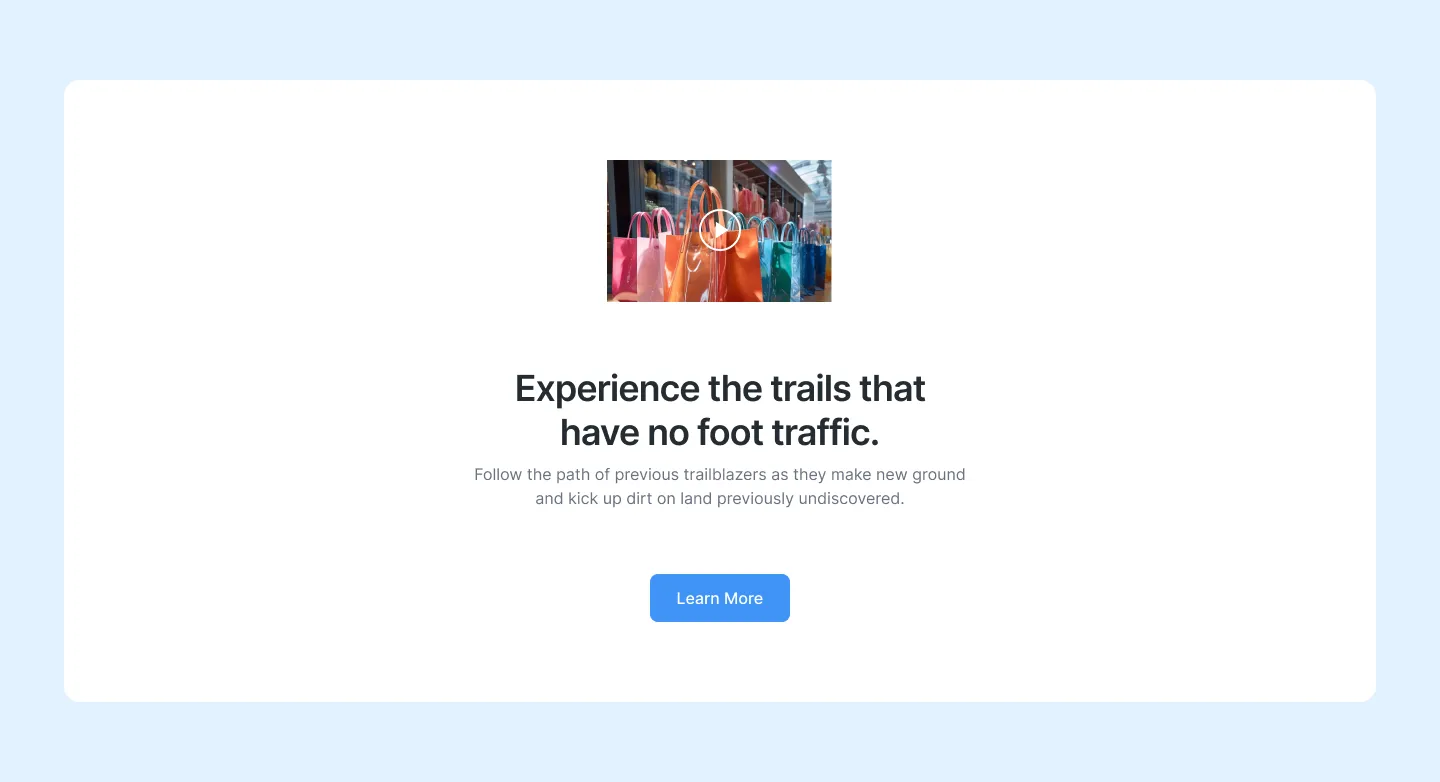 Experience the trails that
have no foot traffic.
Follow the path of previous trailblazers as they make new ground
and kick up dirt on land previously undiscovered.
Learn More